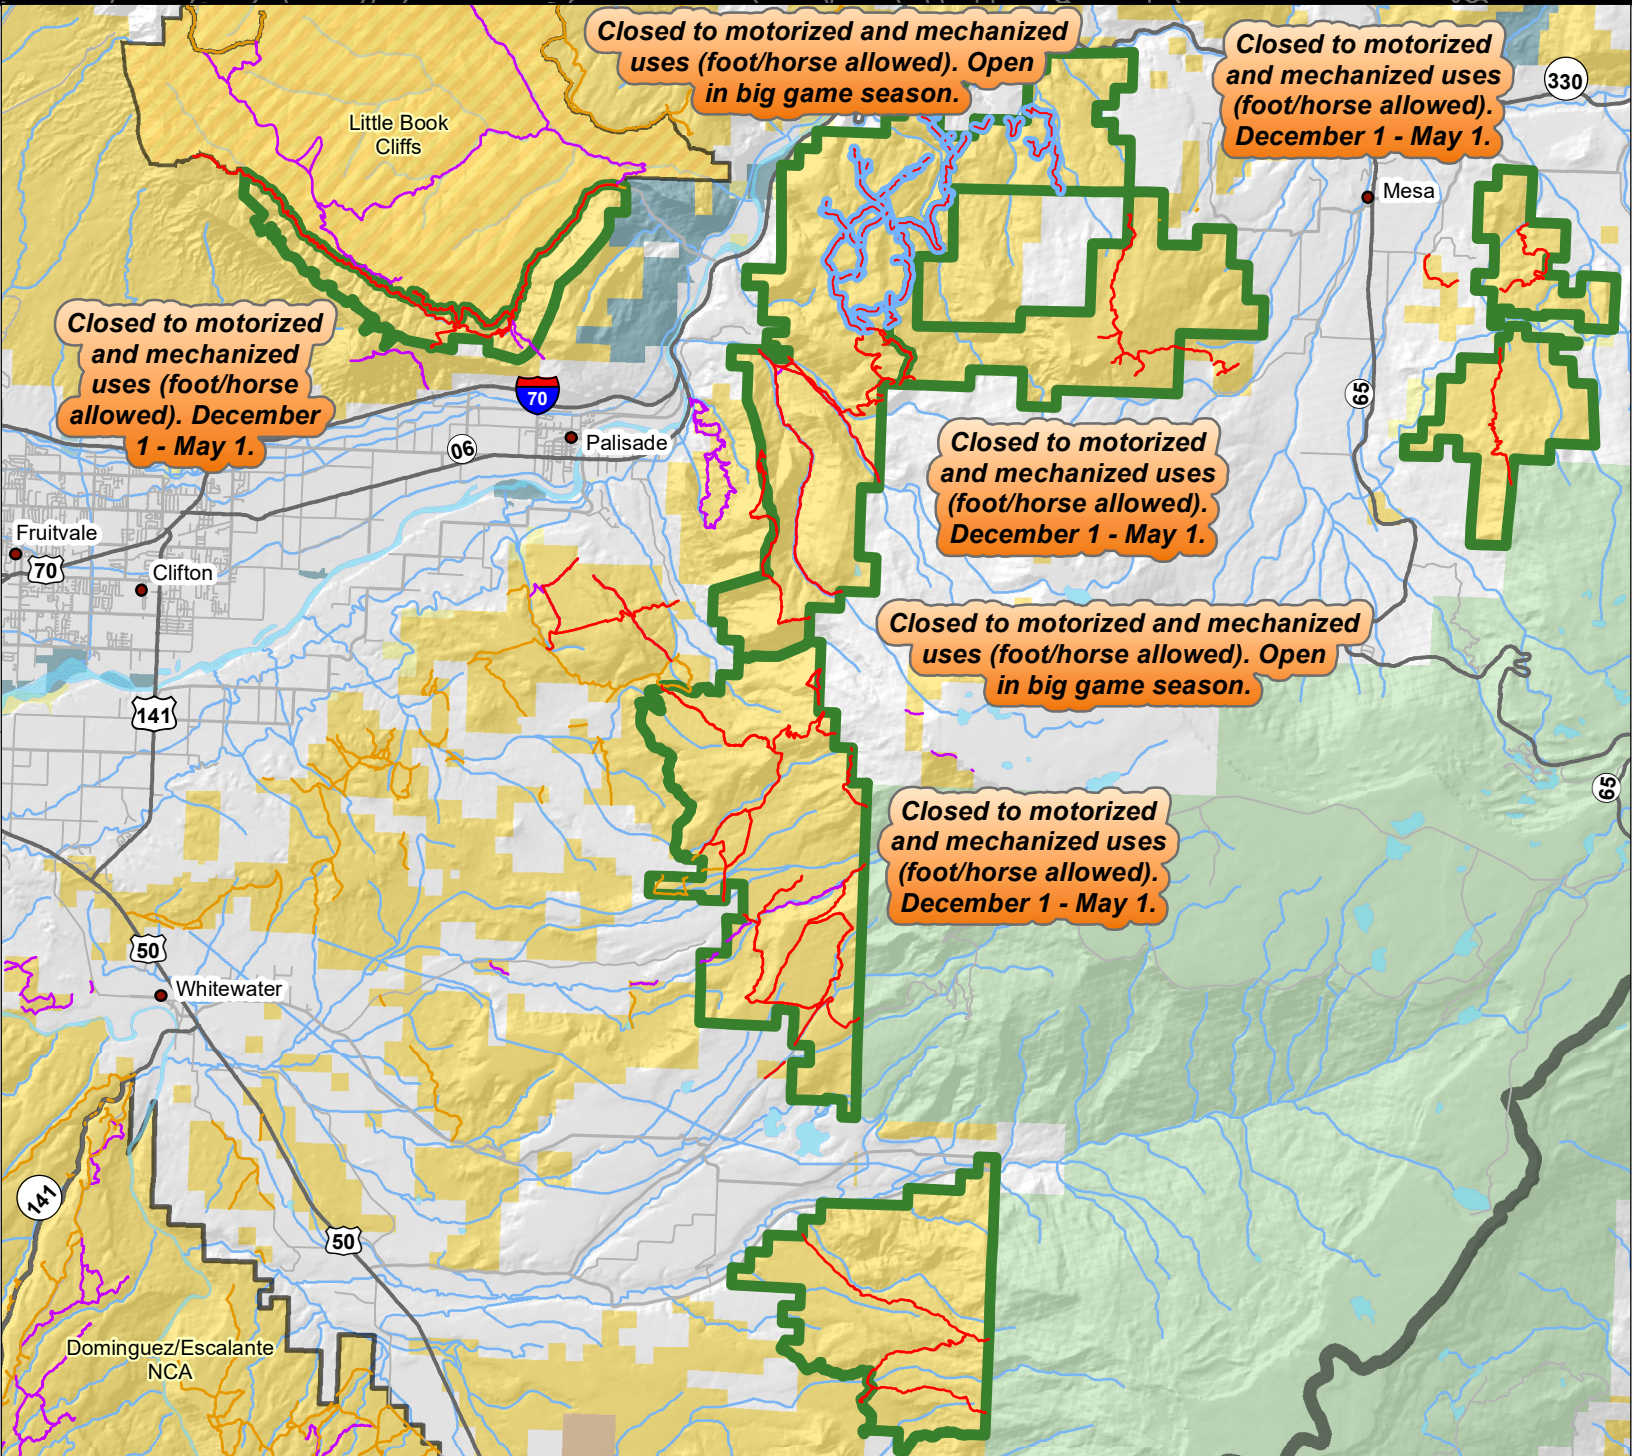 Closed to motorized and mechanized
uses (foot/horse allowed). Open
in big game season.
Closed to motorized
and mechanized uses
(foot/horse allowed).
December 1 - May 1.
330
Little Book
Cliffs
Mesa
Closed to motorized
and mechanized
uses (foot/horse
allowed). December
1 - May 1.
70
65
06
Palisade
Closed to motorized
and mechanized uses
(foot/horse allowed).
December 1 - May 1.
Fruitvale
70
Clifton
Closed to motorized and mechanized
uses (foot/horse allowed). Open
in big game season.
141
65
Closed to motorized
and mechanized uses
(foot/horse allowed).
December 1 - May 1.
50
Whitewater
141
50
Dominguez/Escalante
NCA